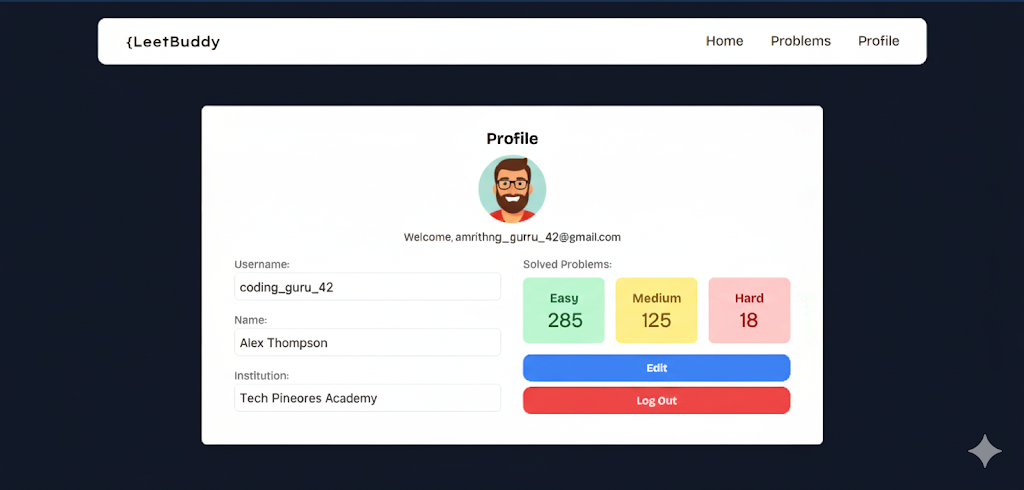 {LeetBuddy
Home Problems Profile
Profile
Welcome, amrithng_gurru_42@gmail.com
Username:
coding_guru_42
Name:
Alex Thompson
Institution:
Tech Pineores Academy
Solved Problems:
Easy Medium Hard
285 125 18
Edit
Log Out